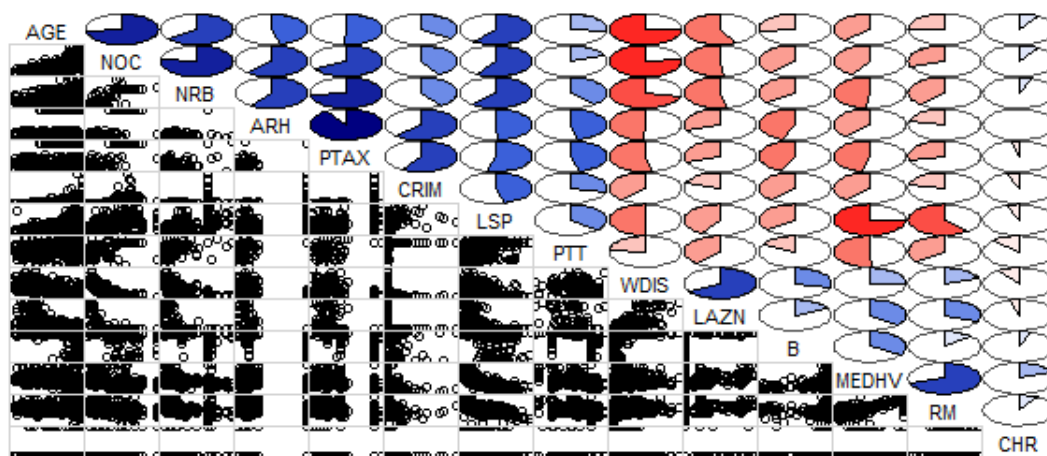 AGE
NOC
NRB
ARH
PTAX
CRIM
LSP
PTT
WDIS
LAZN
B
MEDHV
RM
CHR